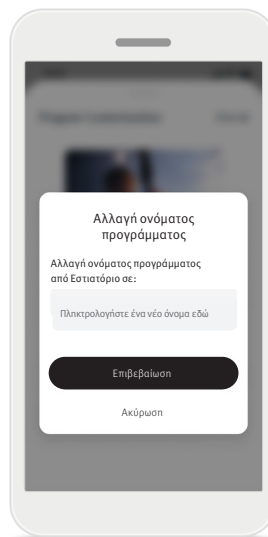 Αλλαγή ονόματος
προγράμματος
Αλλαγή ονόματος προγράμματος
από Εστιατόριο σε:
Πληκτρολογήστε ένα νέο όνομα εδώ
Επιβεβαίωση
Ακύρωση